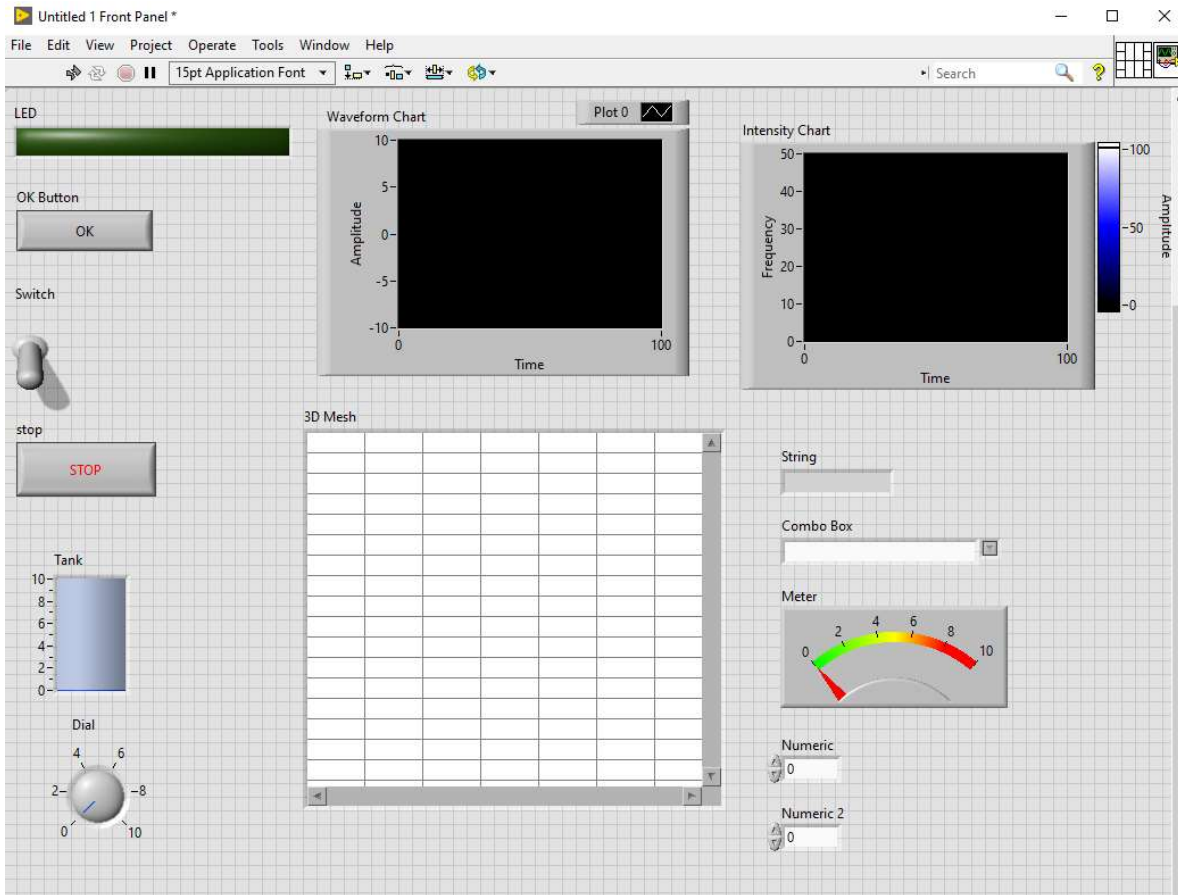 Untitled 1 Front Panel *
File Edit View Project Operate Tools Window Help
15pt Application Font
Search
?
LED
OK Button
OK
Switch
stop
STOP
Tank
10
8
6
4
2
0
Dial
4 6
2 8
0 10
Waveform Chart
Plot 0
10
5
0
-5
-10
Amplitude
0 100
Time
Intensity Chart
50
40
30
20
10
0
Frequency
0 100
Time
100
50
0
Amplitude
3D Mesh
String
Combo Box
Meter
0 2 4 6 8 10
Numeric
0
Numeric 2
0